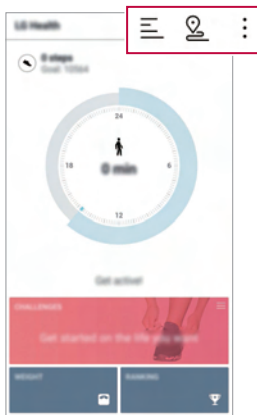 LG Health
0 steps
Goal: 10564
24
18
6
0 min
12
Get active!
CHALLENGES
Get started on the life you want
WEIGHT
RANKING